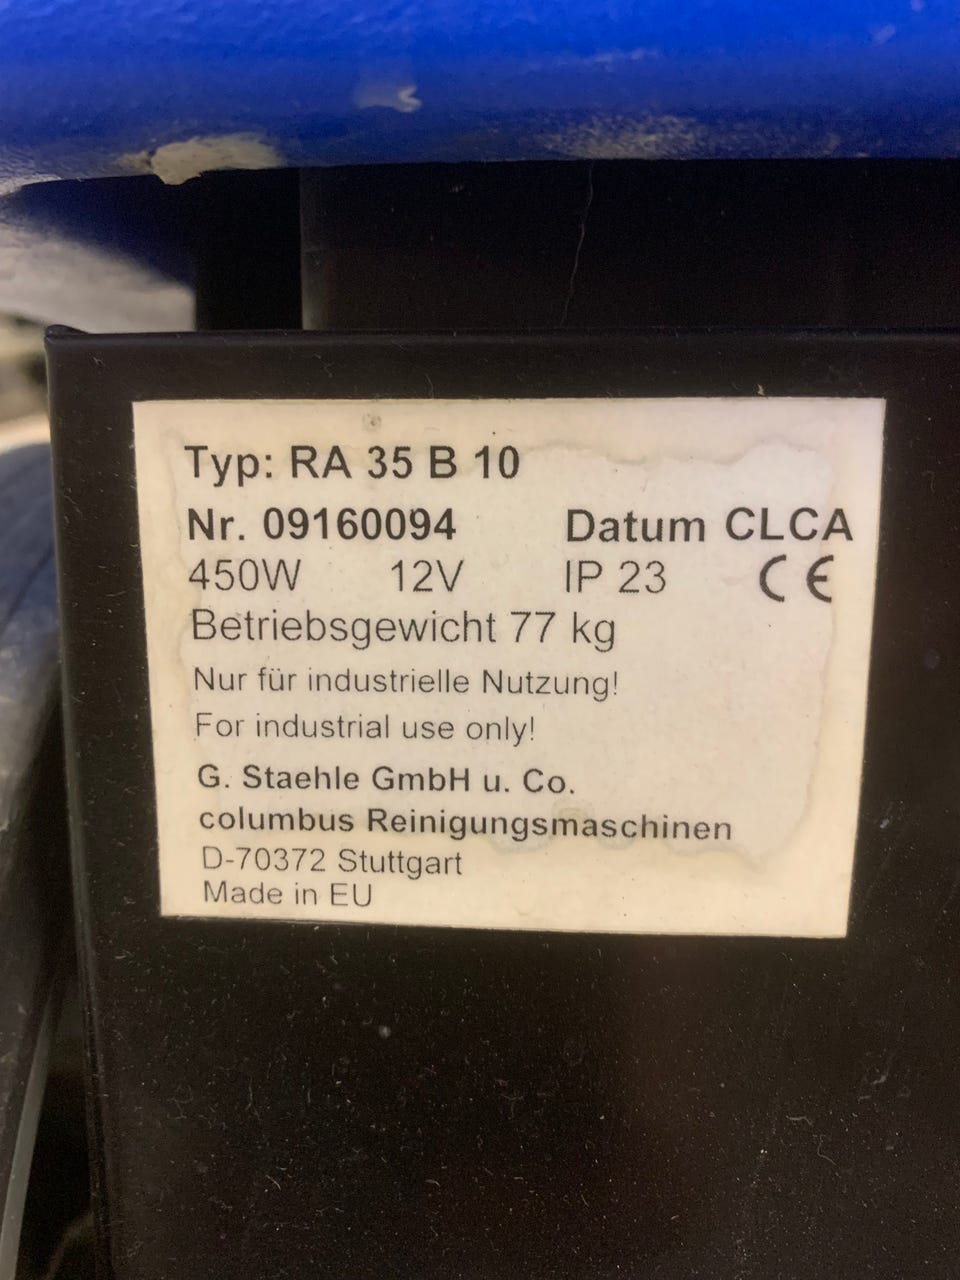 Typ: RA 35 B 10
Nr. 09160094 Datum CLCA
450W 12V IP 23 CE
Betriebsgewicht 77 kg
Nur für industrielle Nutzung!
For industrial use only!
G. Staehle GmbH u. Co.
columbus Reinigungsmaschinen
D-70372 Stuttgart
Made in EU